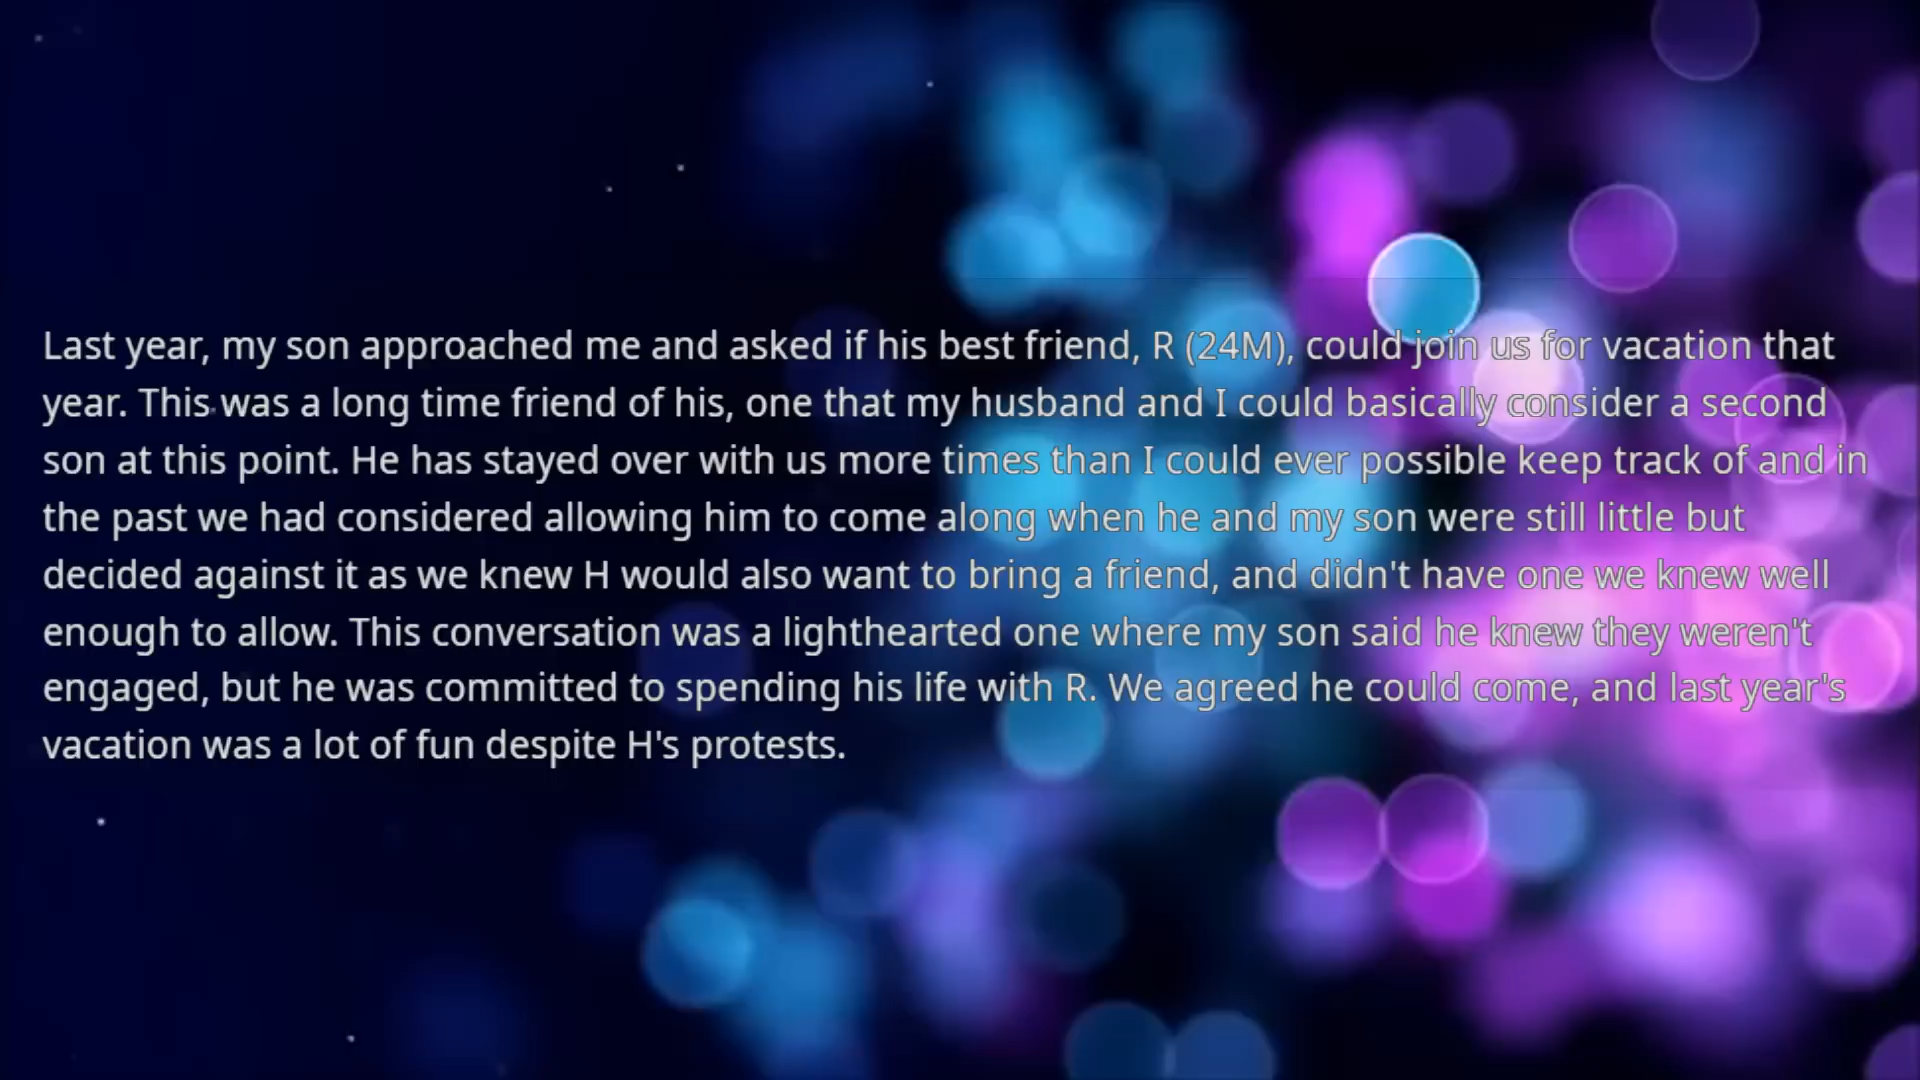 Last year, my son approached me and asked if his best friend, R (24M), could join us for vacation that
year. This was a long time friend of his, one that my husband and I could basically consider a second
son at this point. He has stayed over with us more times than I could ever possible keep track of and in
the past we had considered allowing him to come along when he and my son were still little but
decided against it as we knew H would also want to bring a friend, and didn't have one we knew well
enough to allow. This conversation was a lighthearted one where my son said he knew they weren't
engaged, but he was committed to spending his life with R. We agreed he could come, and last year's
vacation was a lot of fun despite H's protests.